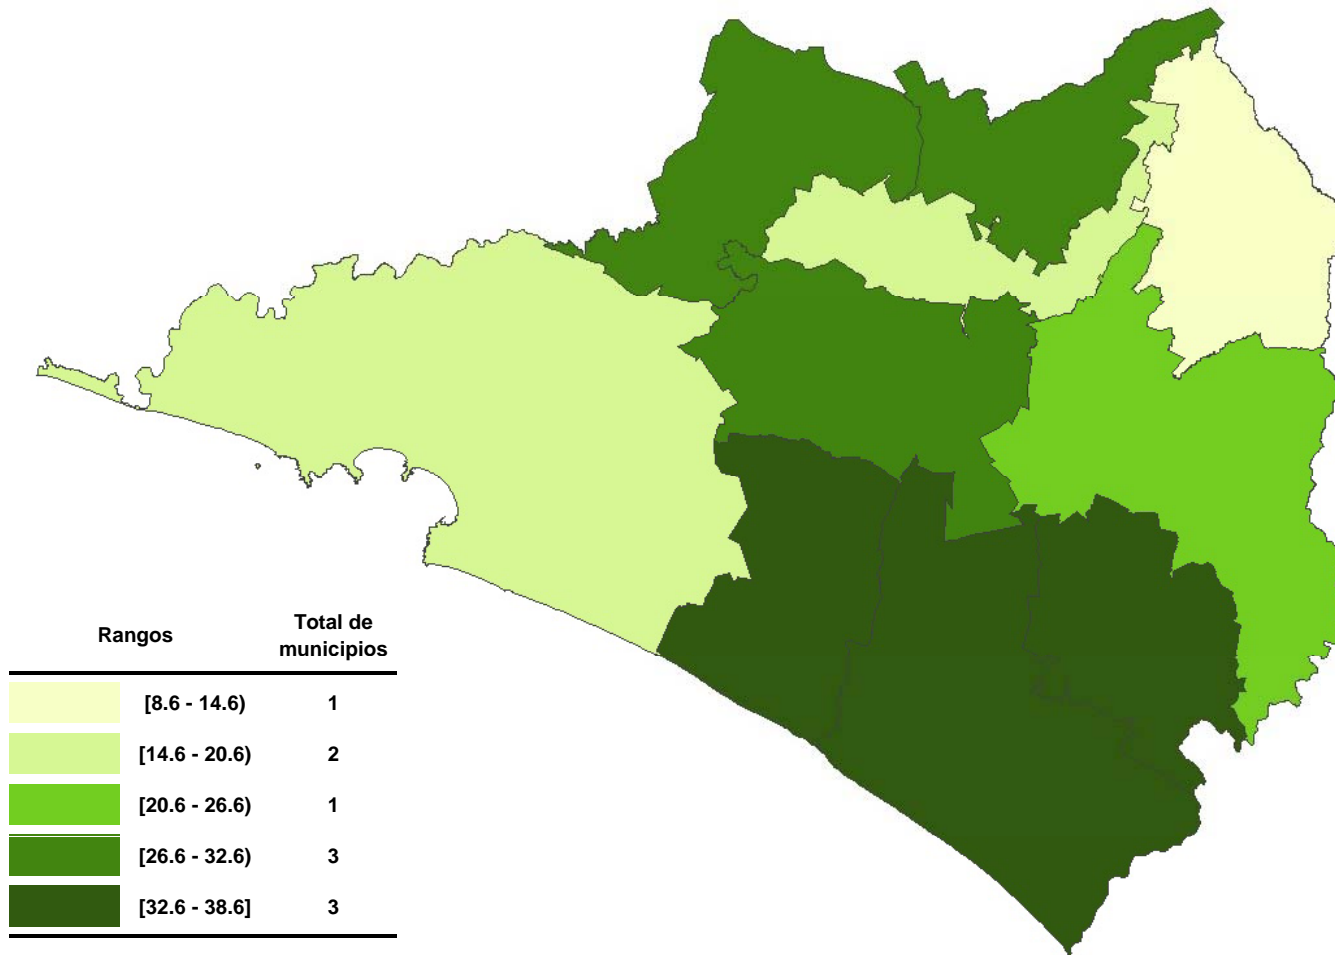 Rangos Total de municipios
[8.6 - 14.6) 1
[14.6 - 20.6) 2
[20.6 - 26.6) 1
[26.6 - 32.6) 3
[32.6 - 38.6] 3